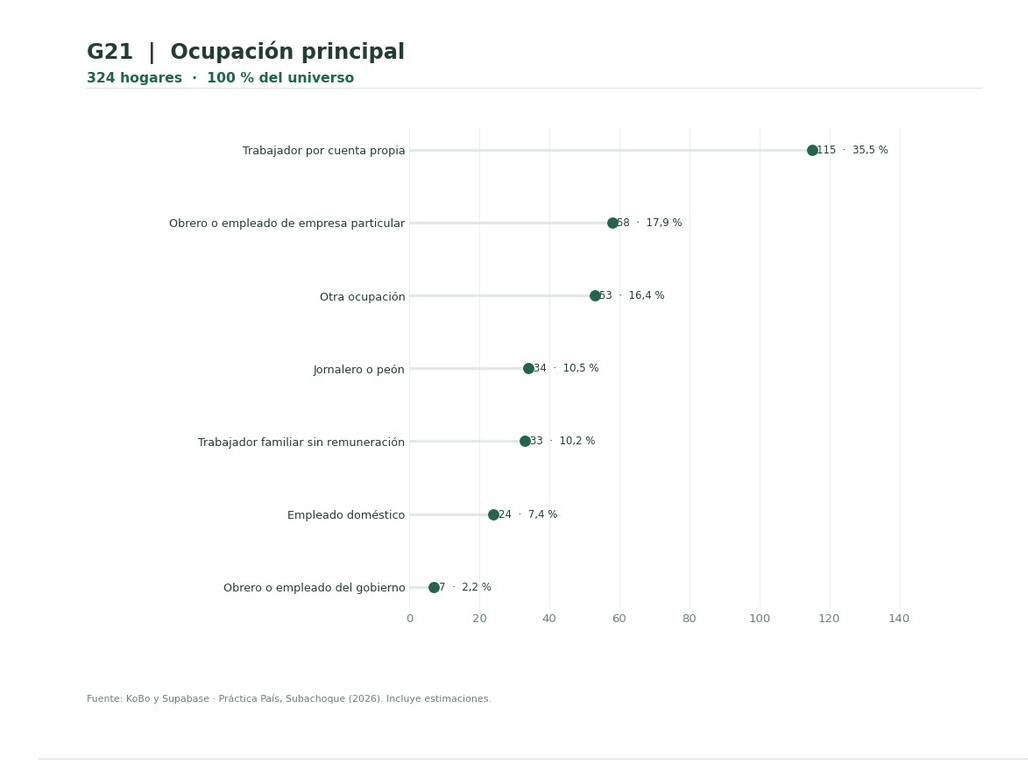 G21 | Ocupación principal
324 hogares · 100 % del universo
Trabajador por cuenta propia 115 · 35,5 %
Obrero o empleado de empresa particular 58 · 17,9 %
Otra ocupación 53 · 16,4 %
Jornalero o peón 34 · 10,5 %
Trabajador familiar sin remuneración 33 · 10,2 %
Empleado doméstico 24 · 7,4 %
Obrero o empleado del gobierno 7 · 2,2 %
0 20 40 60 80 100 120 140
Fuente: KoBo y Supabase · Práctica País, Subachoque (2026). Incluye estimaciones.